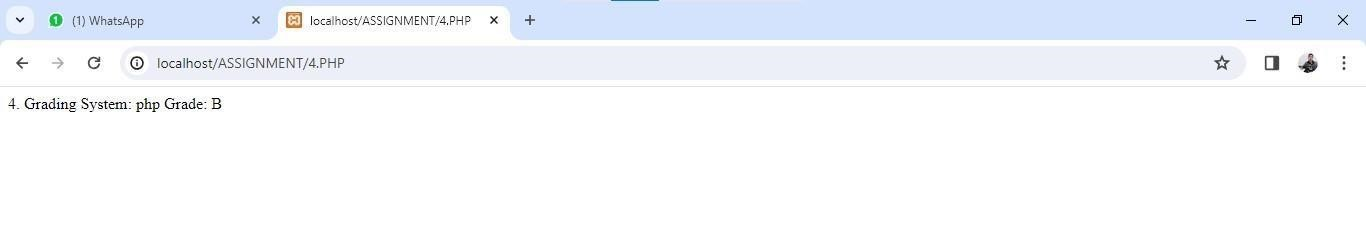 (1) WhatsApp
localhost/ASSIGNMENT/4.PHP
localhost/ASSIGNMENT/4.PHP
4. Grading System: php Grade: B